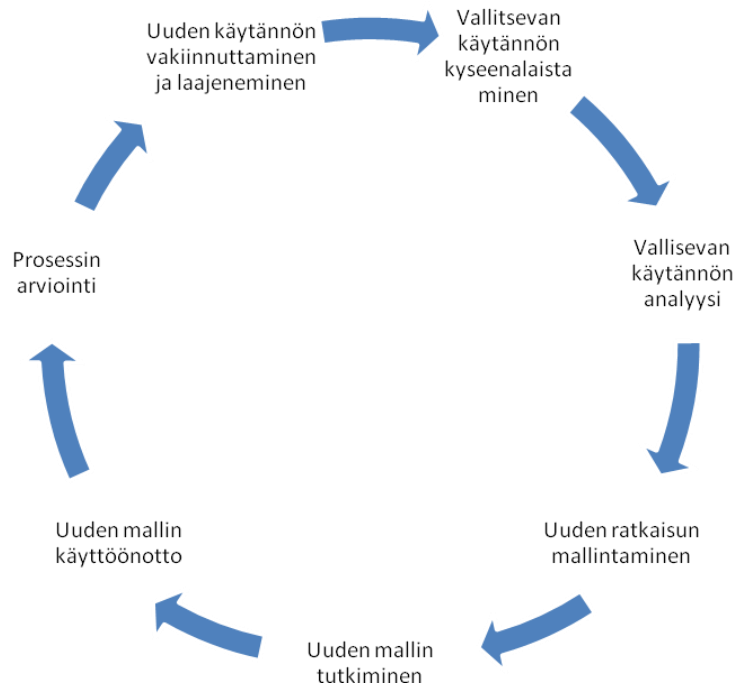 Uuden käytännön
vakiinnuttaminen
ja laajeneminen
Vallitsevan
käytännön
kyseenalaista
minen
Vallisevan
käytännön
analyysi
Uuden ratkaisun
mallintaminen
Uuden mallin
tutkiminen
Uuden mallin
käyttöönotto
Prosessin
arviointi